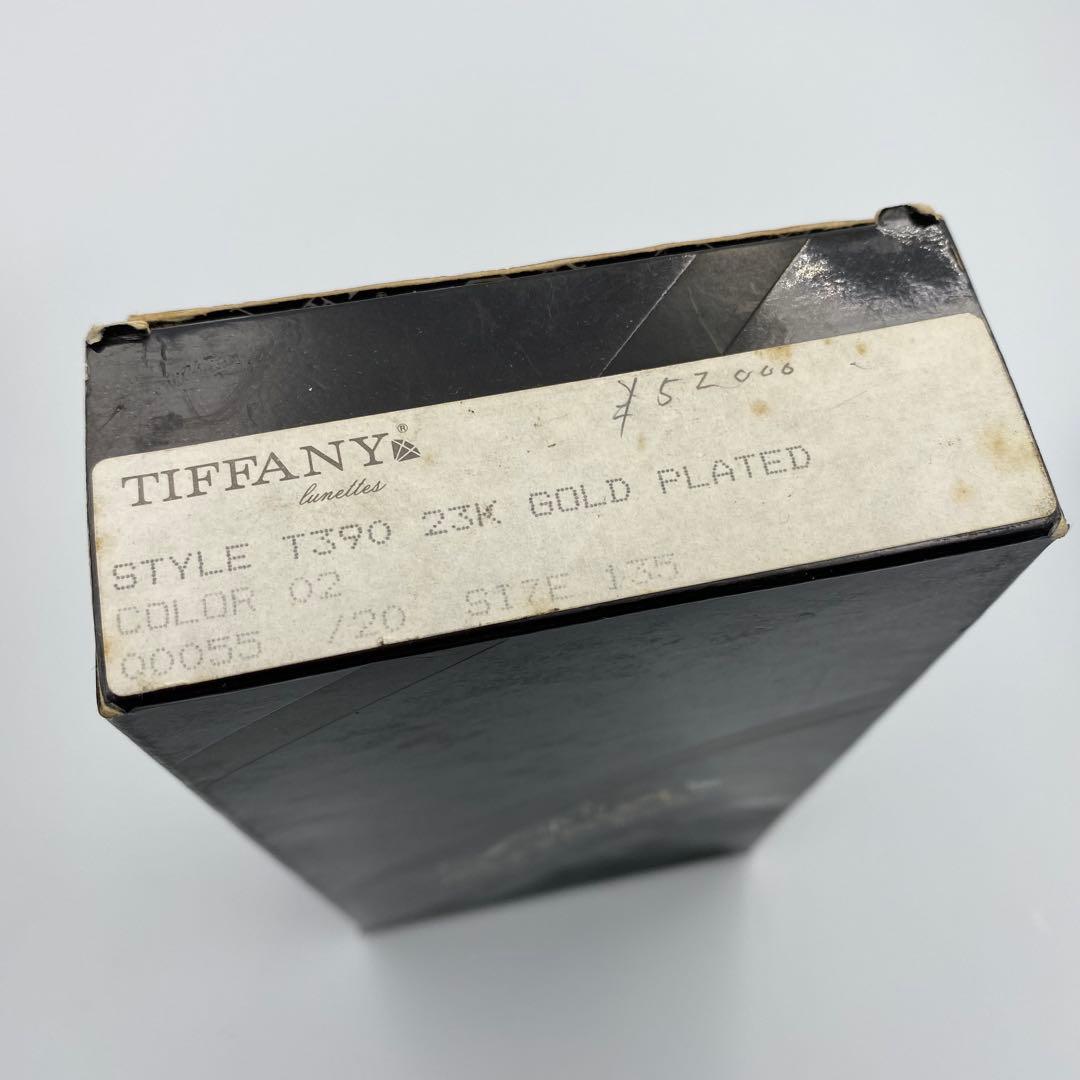 ¥52000
TIFFANY®
lunettes
STYLE T390 23K GOLD PLATED
COLOR 02
00055 /20 SIZE 135